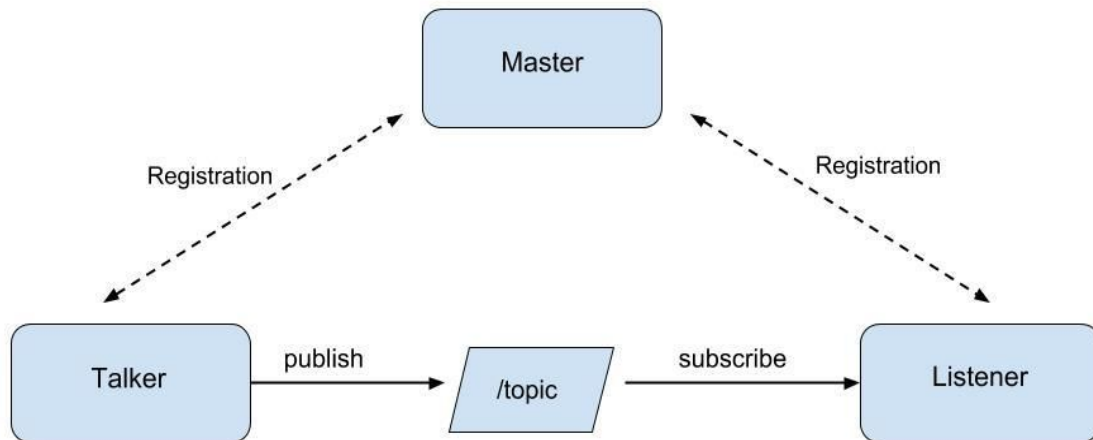 Master
Registration
Registration
Talker
publish
/topic
subscribe
Listener